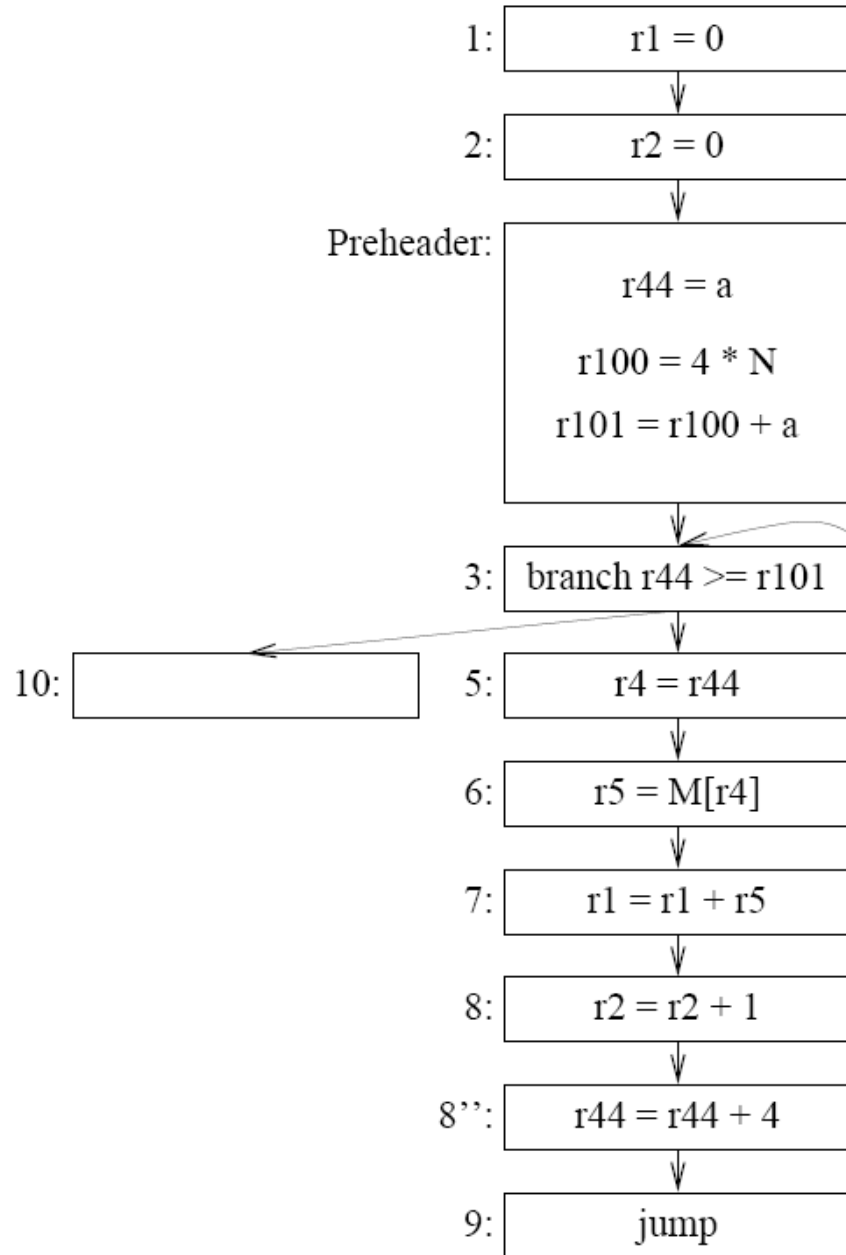 1: r1 = 0
2: r2 = 0
Preheader:
r44 = a
r100 = 4 * N
r101 = r100 + a
3: branch r44 >= r101
10:
5: r4 = r44
6: r5 = M[r4]
7: r1 = r1 + r5
8: r2 = r2 + 1
8’’: r44 = r44 + 4
9: jump